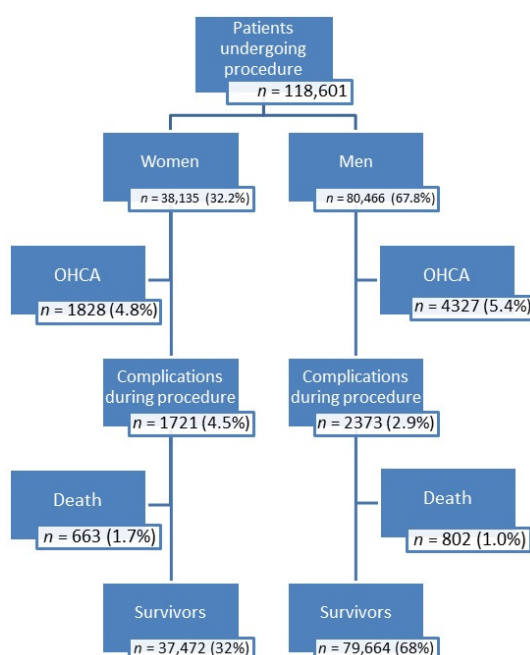 Patients
undergoing
procedure
n = 118,601
Women
n = 38,135 (32.2%)
Men
n = 80,466 (67.8%)
OHCA
n = 1828 (4.8%)
OHCA
n = 4327 (5.4%)
Complications
during procedure
n = 1721 (4.5%)
Complications
during procedure
n = 2373 (2.9%)
Death
n = 663 (1.7%)
Death
n = 802 (1.0%)
Survivors
n = 37,472 (32%)
Survivors
n = 79,664 (68%)